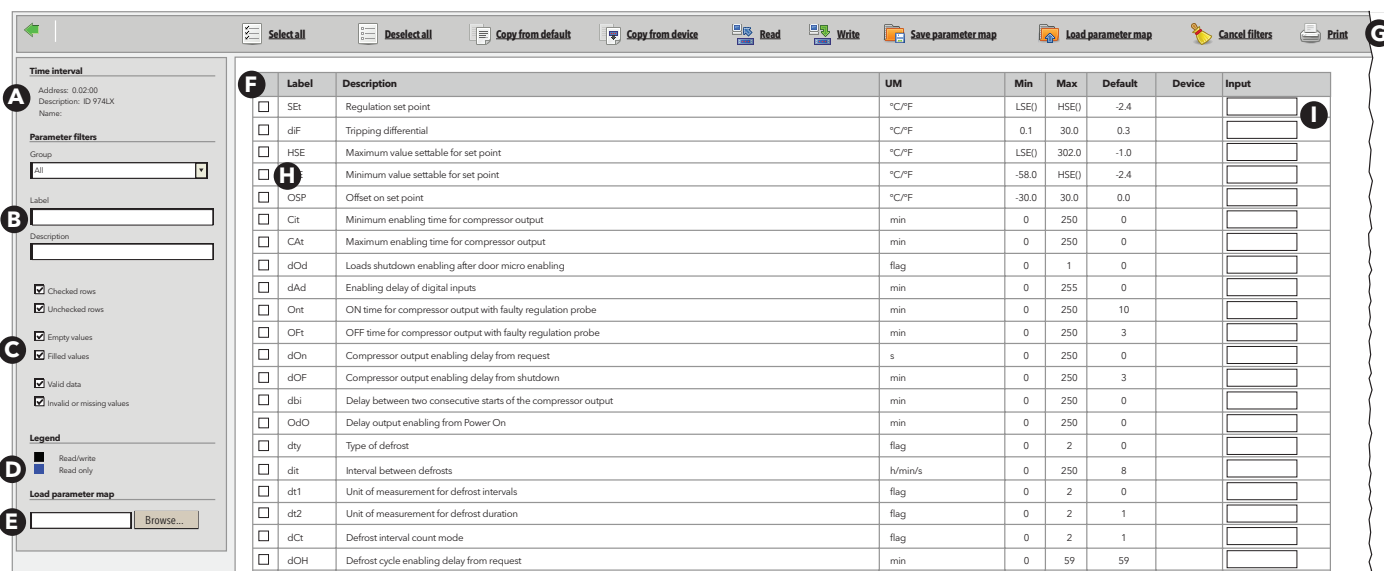 Select all Deselect all Copy from default Copy from device Read Write Save parameter map Load parameter map Cancel filters Print G
Time interval
A
Address: 0.02:00
Description: ID 974LX
Name:
Parameter filters
Group
All
Label
B
Description
Checked rows
Unchecked rows
Empty values
C
Filled values
Valid data
Invalid or missing values
Legend
Read/write
D
Read only
Load parameter map
E
Browse...
F Label Description UM Min Max Default Device Input
SEt Regulation set point °C/°F LSE() HSE() -2.4
I
diF Tripping differential °C/°F 0.1 30.0 0.3
HSE Maximum value settable for set point °C/°F LSE() 302.0 -1.0
H Minimum value settable for set point °C/°F -58.0 HSE() -2.4
OSP Offset on set point °C/°F -30.0 30.0 0.0
Cit Minimum enabling time for compressor output min 0 250 0
CAt Maximum enabling time for compressor output min 0 250 0
dOd Loads shutdown enabling after door micro enabling flag 0 1 0
dAd Enabling delay of digital inputs min 0 255 0
Ont ON time for compressor output with faulty regulation probe min 0 250 10
OFt OFF time for compressor output with faulty regulation probe min 0 250 3
dOn Compressor output enabling delay from request s 0 250 0
dOF Compressor output enabling delay from shutdown min 0 250 3
dbi Delay between two consecutive starts of the compressor output min 0 250 0
OdO Delay output enabling from Power On min 0 250 0
dty Type of defrost flag 0 2 0
dit Interval between defrosts h/min/s 0 250 8
dt1 Unit of measurement for defrost intervals flag 0 2 0
dt2 Unit of measurement for defrost duration flag 0 2 1
dCt Defrost interval count mode flag 0 2 1
dOH Defrost cycle enabling delay from request min 0 59 59